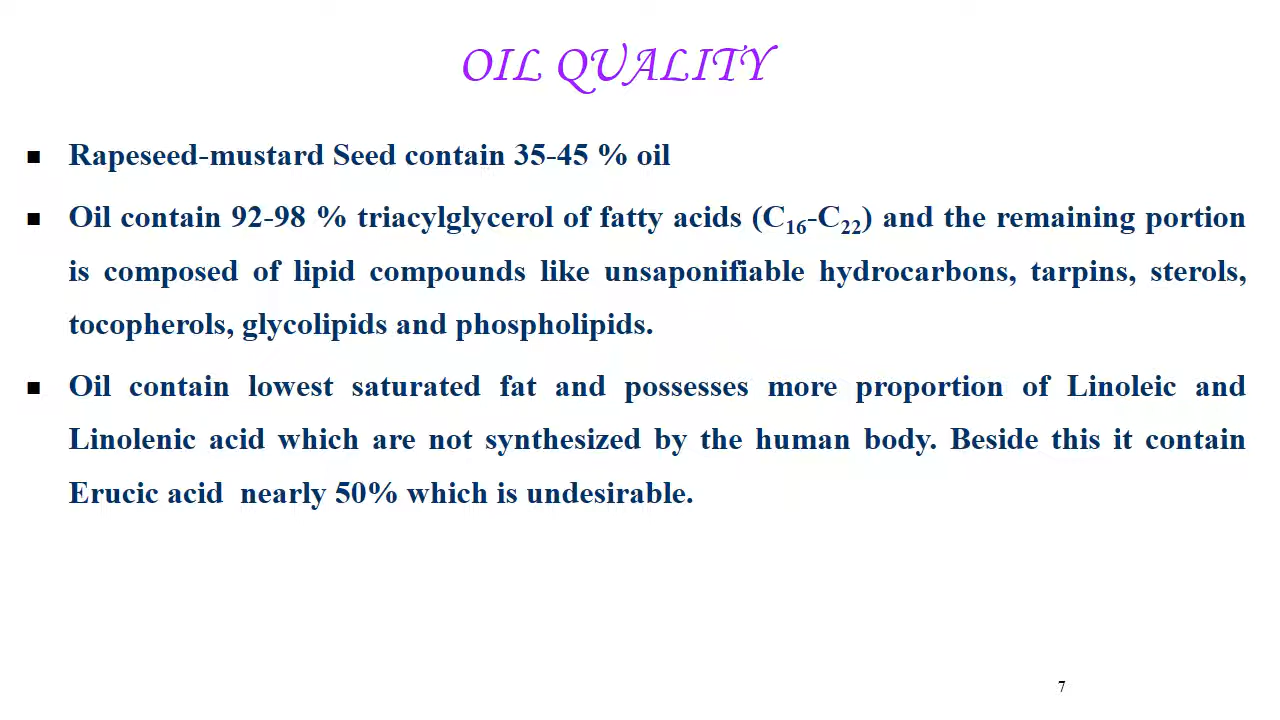 OIL QUALITY
▪ Rapeseed-mustard Seed contain 35-45 % oil
▪ Oil contain 92-98 % triacylglycerol of fatty acids (C₁₆-C₂₂) and the remaining portion
is composed of lipid compounds like unsaponifiable hydrocarbons, tarpins, sterols,
tocopherols, glycolipids and phospholipids.
▪ Oil contain lowest saturated fat and possesses more proportion of Linoleic and
Linolenic acid which are not synthesized by the human body. Beside this it contain
Erucic acid  nearly 50% which is undesirable.
7